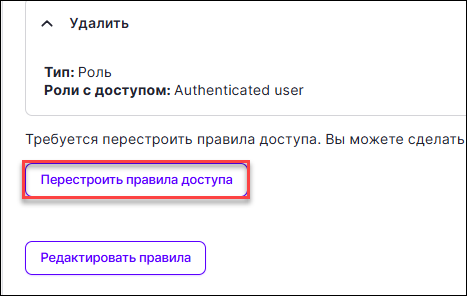 Удалить
Тип: Роль
Роли с доступом: Authenticated user
Требуется перестроить правила доступа. Вы можете сделать
Перестроить правила доступа
Редактировать правила